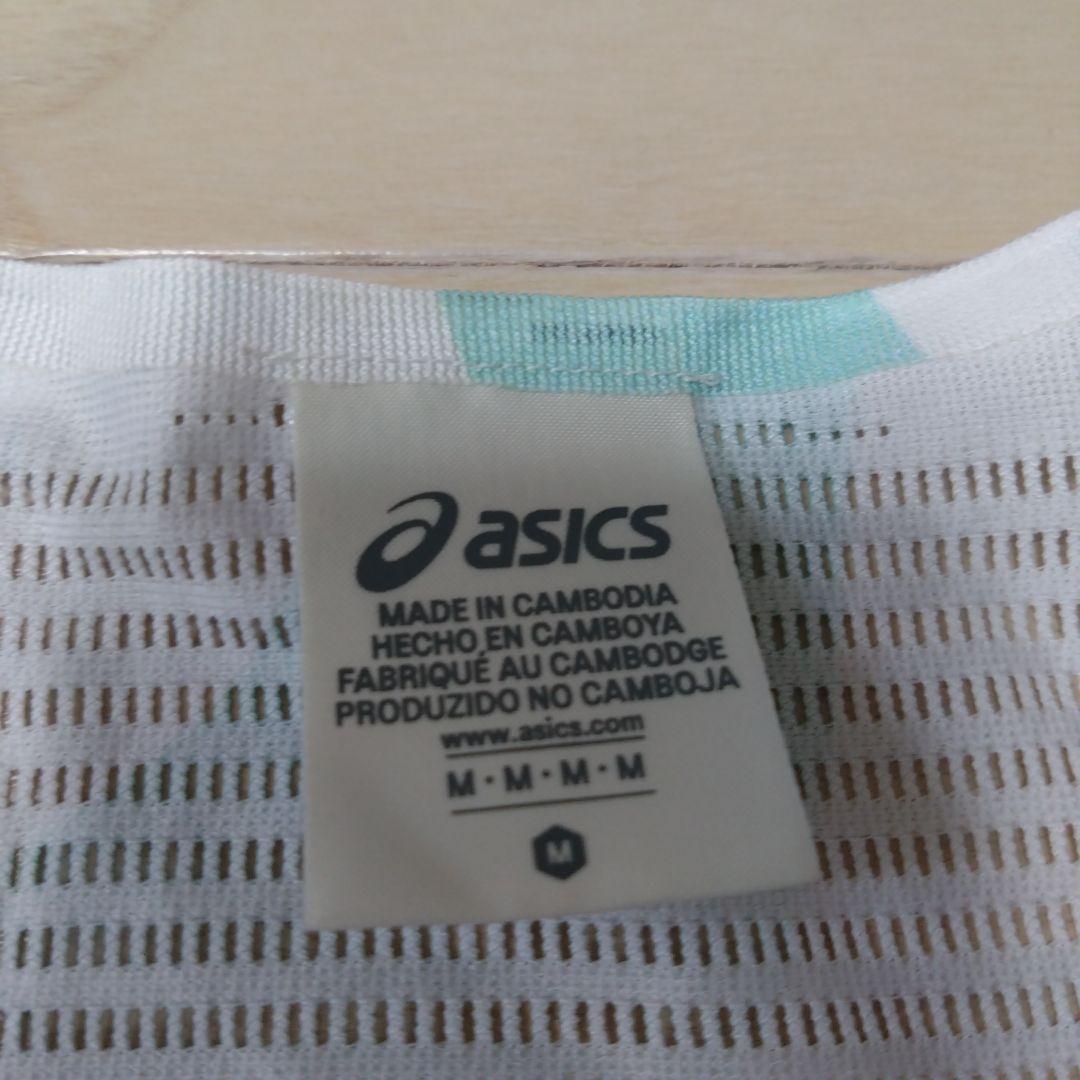 asics
MADE IN CAMBODIA
HECHO EN CAMBOYA
FABRIQUÉ AU CAMBODGE
PRODUZIDO NO CAMBOJA
www.asics.com
M · M · M · M
M